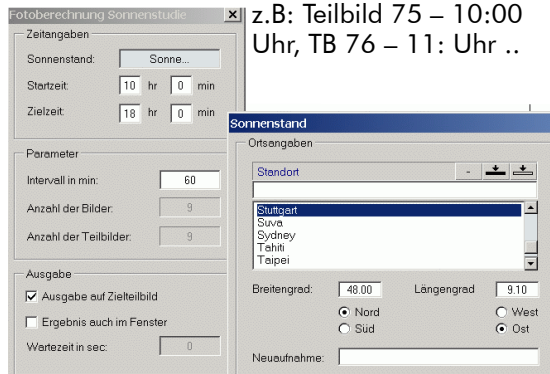 Fotoberechnung Sonnenstudie
z.B: Teilbild 75 – 10:00
Uhr, TB 76 – 11: Uhr ..
Zeitangaben
Sonnenstand: Sonne...
Startzeit: 10 hr 0 min
Zielzeit: 18 hr 0 min
Parameter
Intervall in min: 60
Anzahl der Bilder: 9
Anzahl der Teilbilder: 9
Ausgabe
Ausgabe auf Zielteilbild
Ergebnis auch im Fenster
Wartezeit in sec: 0
Sonnenstand
Ortsangaben
Standort
Stuttgart
Suva
Sydney
Tahiti
Taipei
Breitengrad: 48.00 Längengrad 9.10
Nord West
Süd Ost
Neuaufnahme: